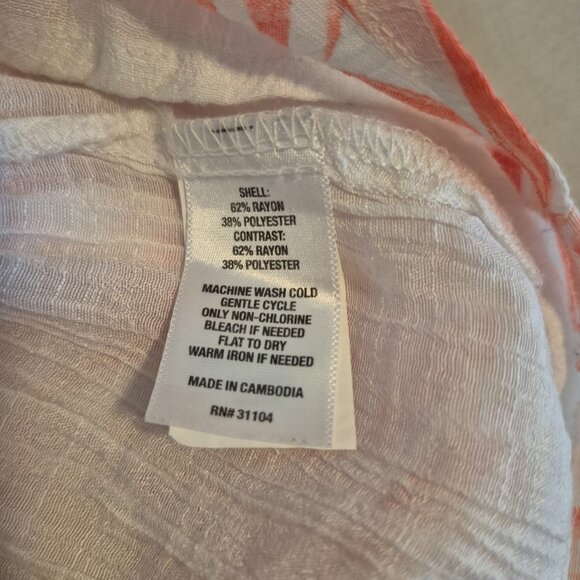 SHELL:
62% RAYON
38% POLYESTER
CONTRAST:
62% RAYON
38% POLYESTER
MACHINE WASH COLD
GENTLE CYCLE
ONLY NON-CHLORINE
BLEACH IF NEEDED
FLAT TO DRY
WARM IRON IF NEEDED
MADE IN CAMBODIA
RN# 31104